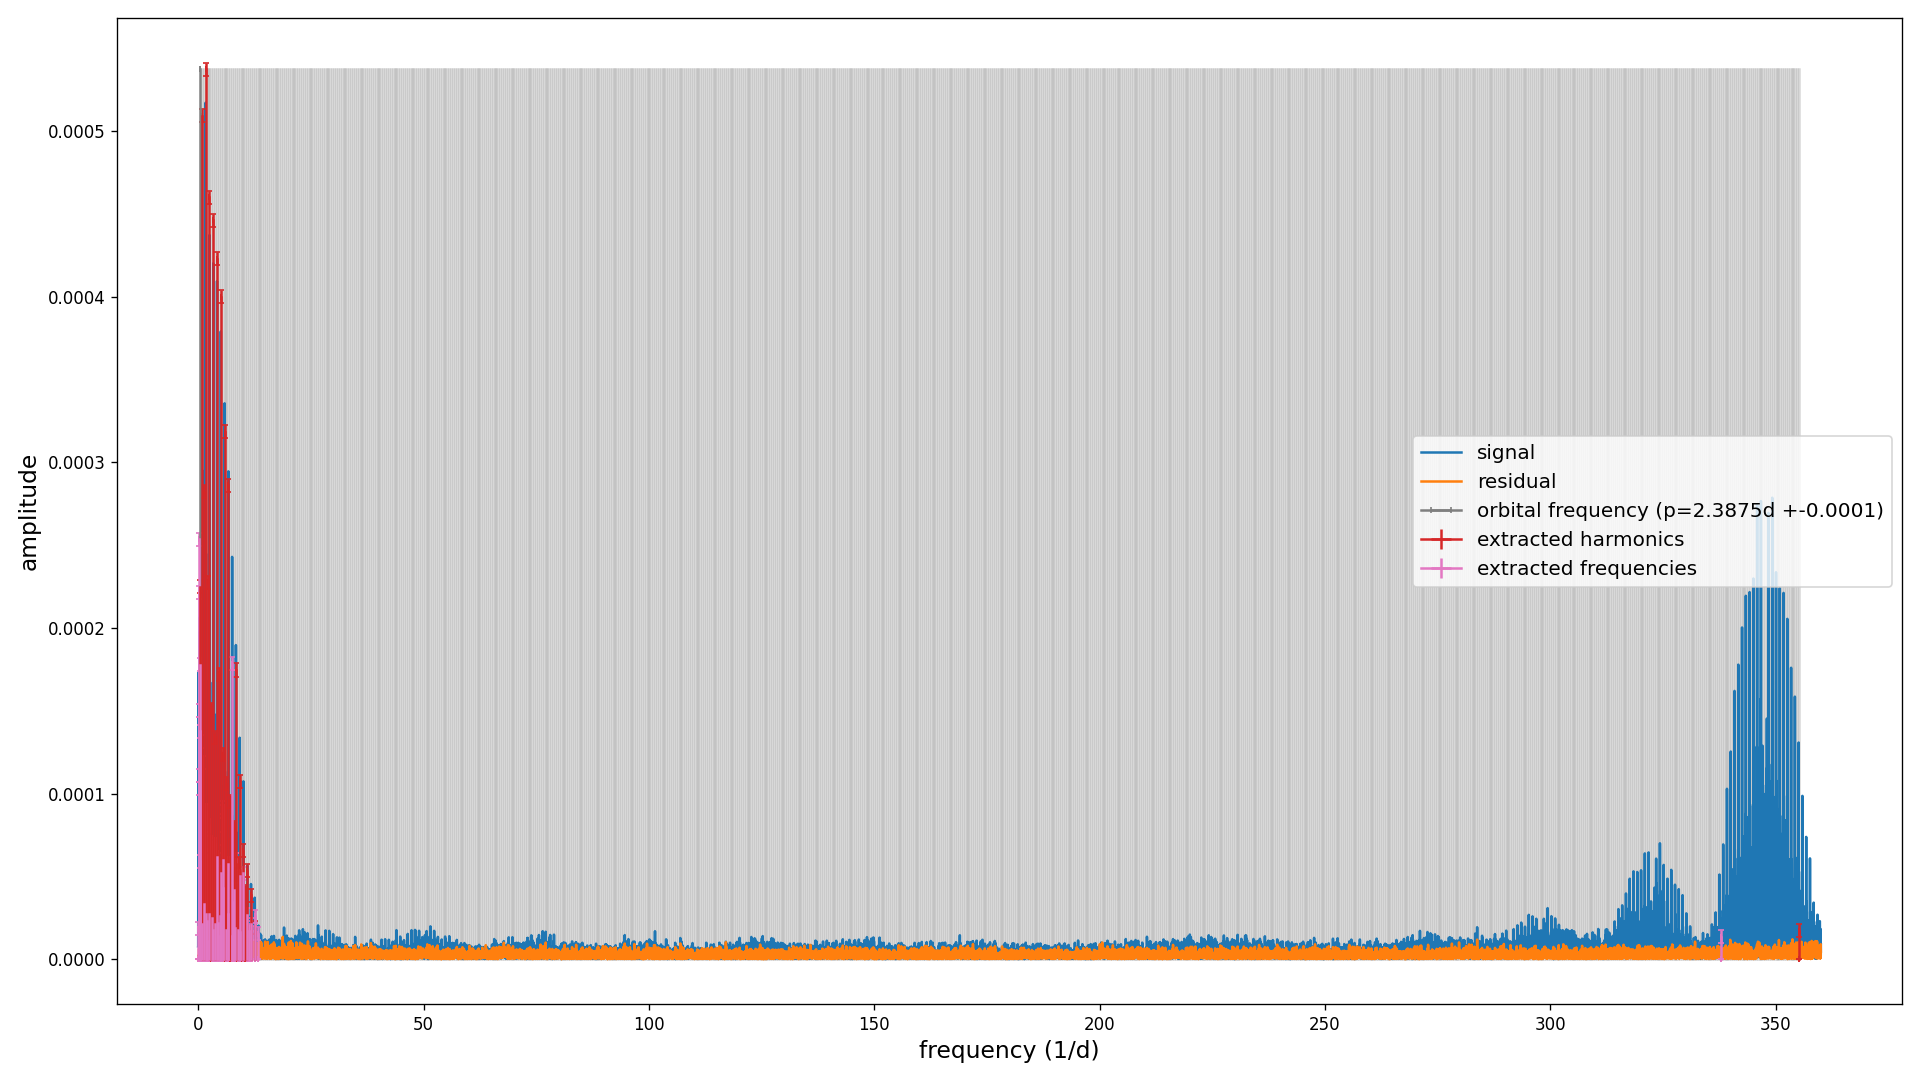 amplitude
0.0005
0.0004
0.0003
0.0002
0.0001
0.0000
signal
residual
orbital frequency (p=2.3875d +-0.0001)
extracted harmonics
extracted frequencies
0 50 100 150 200 250 300 350
frequency (1/d)